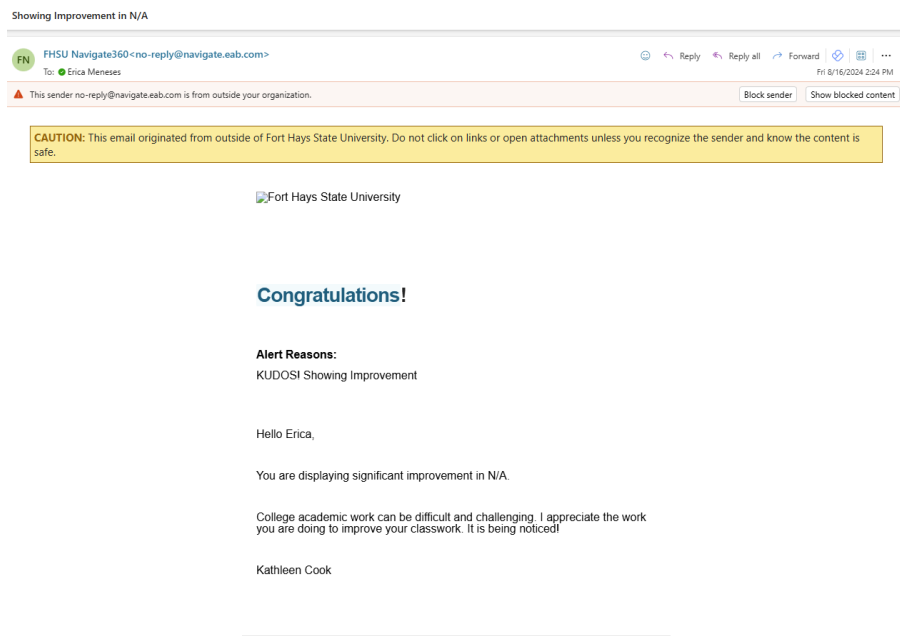 Showing Improvement in N/A
FN
FHSU Navigate360<no-reply@navigate.eab.com>
Reply
Reply all
Forward
To: Erica Meneses
Fri 8/16/2024 2:24 PM
This sender no-reply@navigate.eab.com is from outside your organization.
Block sender
Show blocked content
CAUTION: This email originated from outside of Fort Hays State University. Do not click on links or open attachments unless you recognize the sender and know the content is
safe.
Fort Hays State University
Congratulations!
Alert Reasons:
KUDOS! Showing Improvement
Hello Erica,
You are displaying significant improvement in N/A.
College academic work can be difficult and challenging. I appreciate the work
you are doing to improve your classwork. It is being noticed!
Kathleen Cook